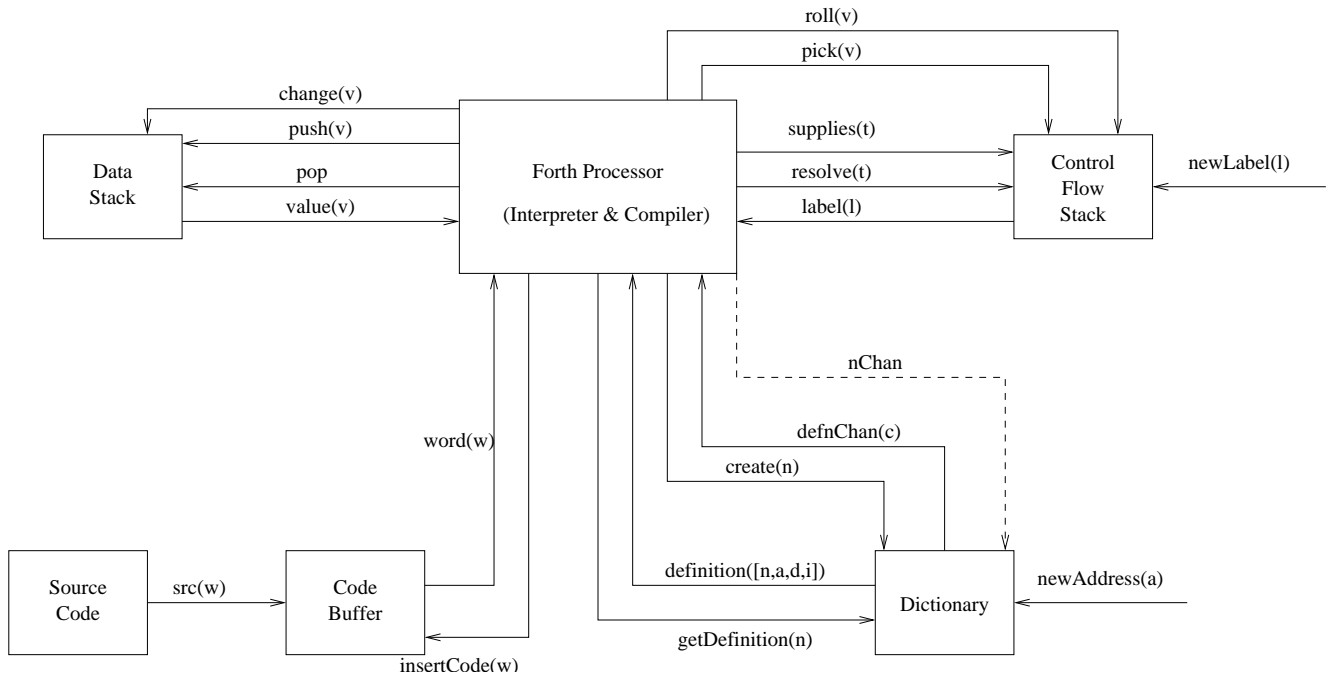 roll(v)
pick(v)
change(v)
push(v)
supplies(t)
Data
Stack
pop
Forth Processor
(Interpreter & Compiler)
resolve(t)
Control
Flow
Stack
newLabel(l)
value(v)
label(l)
nChan
word(w)
defnChan(c)
create(n)
Source
Code
src(w)
Code
Buffer
definition([n,a,d,i])
Dictionary
newAddress(a)
getDefinition(n)
insertCode(w)